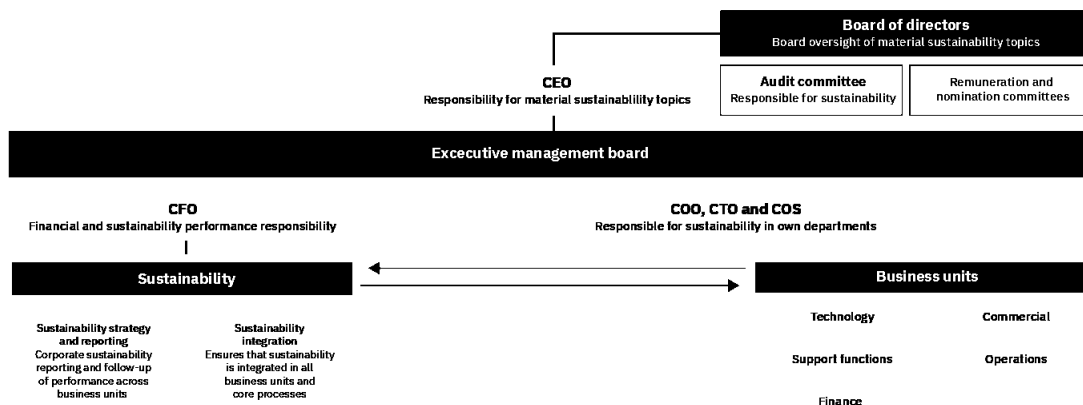 Board of directors
Board oversight of material sustainability topics
CEO
Responsibility for material sustainablility topics
Audit committee
Responsible for sustainability
Remuneration and
nomination committees
Excecutive management board
CFO
Financial and sustainability performance responsibility
COO, CTO and COS
Responsible for sustainability in own departments
Sustainability
Business units
Sustainability strategy
and reporting
Corporate sustainability
reporting and follow-up
of performance across
business units
Sustainability
integration
Ensures that sustainability
is integrated in all
business units and
core processes
Technology
Commercial
Support functions
Operations
Finance